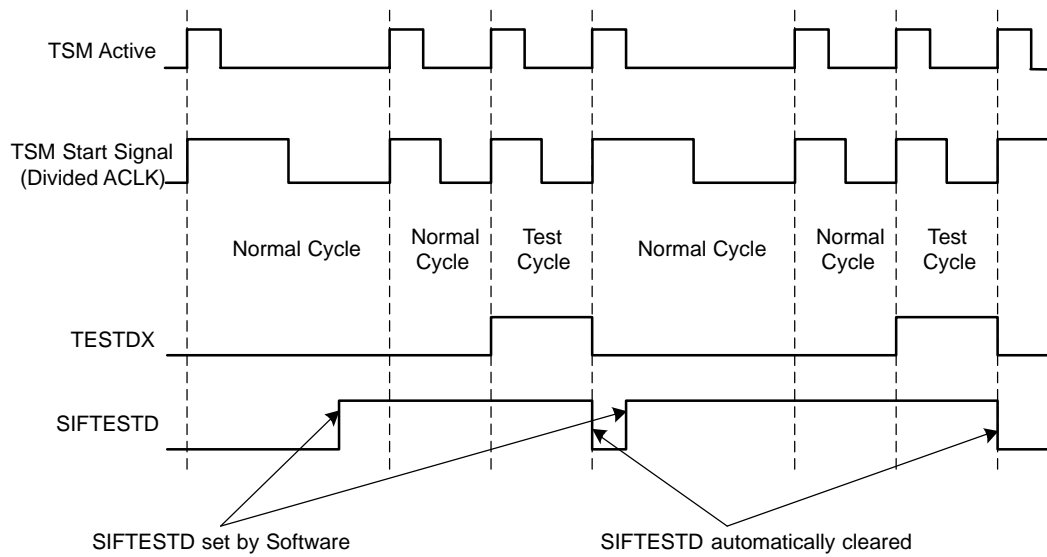 TSM Active
TSM Start Signal
(Divided ACLK)
Normal Cycle
Normal
Cycle
Test
Cycle
Normal Cycle
Normal
Cycle
Test
Cycle
TESTDX
SIFTESTD
SIFTESTD set by Software
SIFTESTD automatically cleared